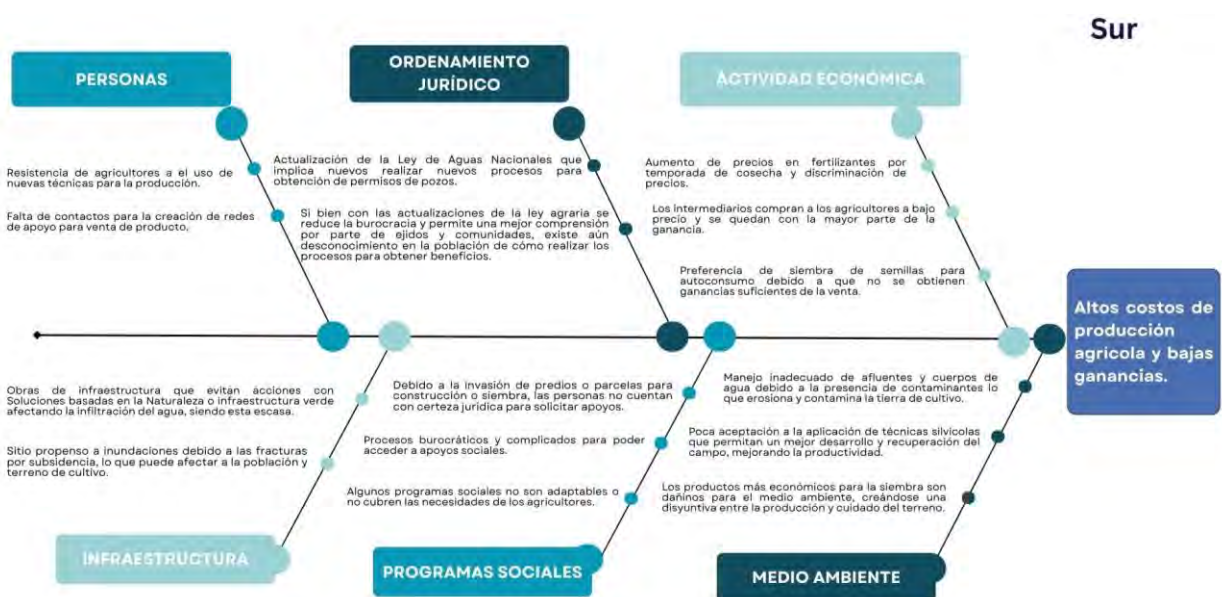 Sur
PERSONAS
Resistencia de agricultores a el uso de
nuevas técnicas para la producción.
Falta de contactos para la creación de redes
de apoyo para venta de producto.
ORDENAMIENTO
JURÍDICO
Actualización de la Ley de Aguas Nacionales que
implica nuevos realizar nuevos procesos para
obtención de permisos de pozos.
Si bien con las actualizaciones de la ley agraria se
reduce la burocracia y permite una mejor comprensión
por parte de ejidos y comunidades, existe aún
desconocimiento en la población de cómo realizar los
procesos para obtener beneficios.
ACTIVIDAD ECONÓMICA
Aumento de precios en fertilizantes por
temporada de cosecha y discriminación de
precios.
Los intermediarios compran a los agricultores a bajo
precio y se quedan con la mayor parte de la
ganancia.
Preferencia de siembra de semillas para
autoconsumo debido a que no se obtienen
ganancias suficientes de la venta.
Altos costos de
producción
agrícola y bajas
ganancias.
Obras de infraestructura que evitan acciones con
Soluciones basadas en la Naturaleza o infraestructura verde
afectando la infiltración del agua, siendo esta escasa.
Sitio propenso a inundaciones debido a las fracturas
por subsidencia, lo que puede afectar a la población y
terreno de cultivo.
INFRAESTRUCTURA
Debido a la invasión de predios o parcelas para
construcción o siembra, las personas no cuentan
con certeza jurídica para solicitar apoyos.
Procesos burocráticos y complicados para poder
acceder a apoyos sociales.
Algunos programas sociales no son adaptables o
no cubren las necesidades de los agricultores.
PROGRAMAS SOCIALES
Manejo inadecuado de afluentes y cuerpos de
agua debido a la presencia de contaminantes lo
que erosiona y contamina la tierra de cultivo.
Poca aceptación a la aplicación de técnicas silvícolas
que permitan un mejor desarrollo y recuperación del
campo, mejorando la productividad.
Los productos más económicos para la siembra son
dañinos para el medio ambiente, creándose una
disyuntiva entre la producción y cuidado del terreno.
MEDIO AMBIENTE